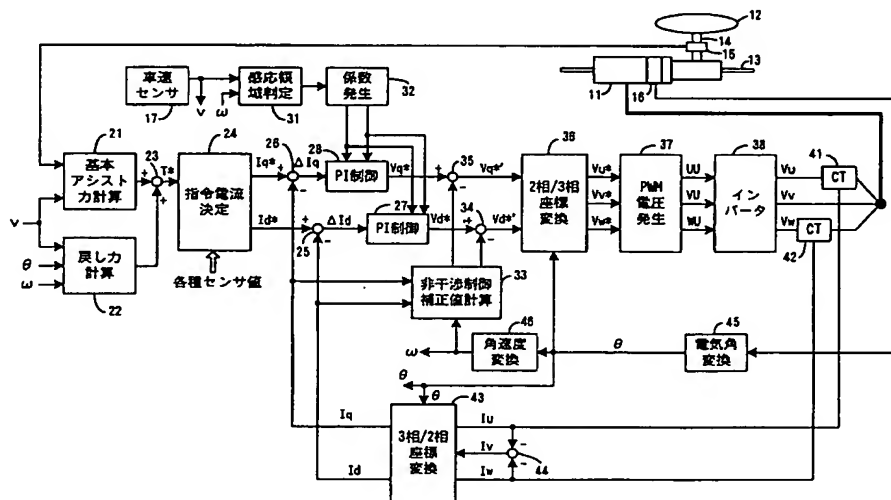 12
14
15
13
11
16
車速
センサ
17
v
ω
感応領
域判定
31
係数
発生
32
21
基本
アシスト
力計算
23
T*
24
指令電流
決定
各種センサ値
v
θ
ω
戻し力
計算
22
Iq*
26
ΔIq
28
PI制御
Vq*
35
Vq*'
Id*
25
ΔId
27
PI制御
Vd*
34
Vd*'
非干渉制御
補正値計算
33
36
2相/3相
座標
変換
Vu*
Vv*
Vw*
37
PWM
電圧
発生
UU
VU
WU
38
イン
バータ
Vu
Vv
Vw
41
CT
CT
42
ω
46
角速度
変換
θ
45
電気角
変換
θ
θ
43
3相/2相
座標
変換
Iq
Id
Iu
Iv
Iw
44